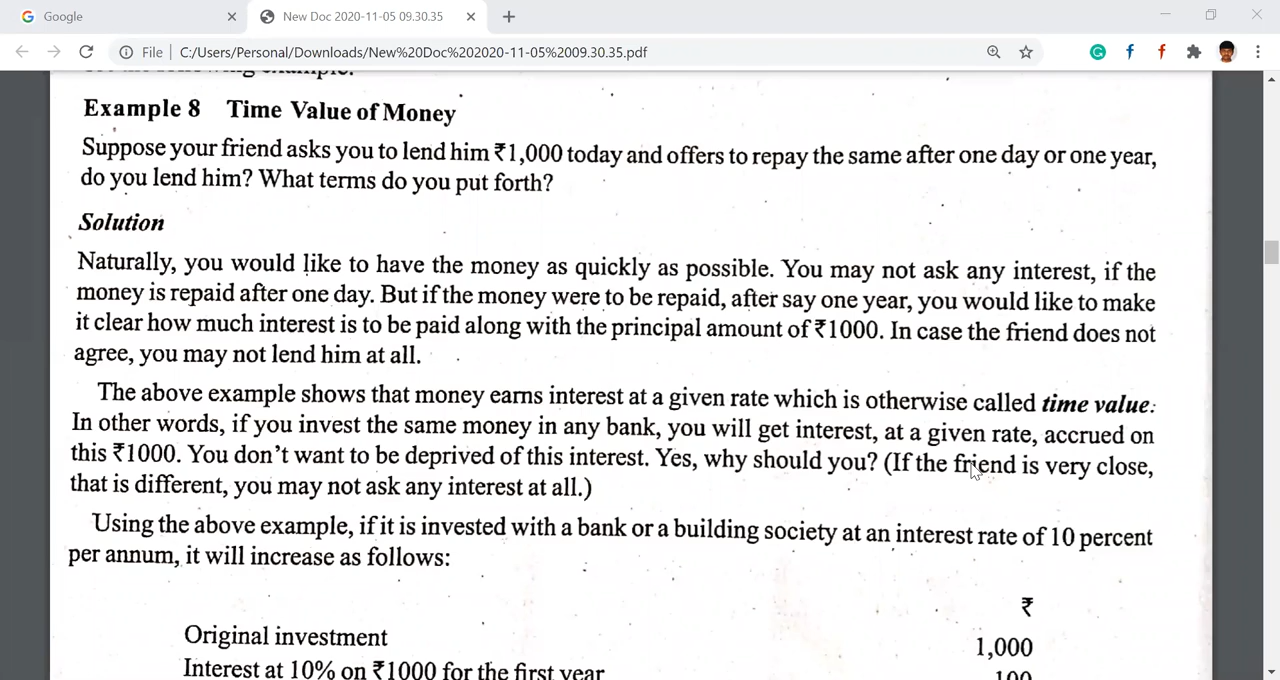 Google
New Doc 2020-11-05 09.30.35
File | C:/Users/Personal/Downloads/New%20Doc%202020-11-05%2009.30.35.pdf
example.
Example 8 Time Value of Money
Suppose your friend asks you to lend him ₹1,000 today and offers to repay the same after one day or one year,
do you lend him? What terms do you put forth?
Solution
Naturally, you would like to have the money as quickly as possible. You may not ask any interest, if the
money is repaid after one day. But if the money were to be repaid, after say one year, you would like to make
it clear how much interest is to be paid along with the principal amount of ₹1000. In case the friend does not
agree, you may not lend him at all.
The above example shows that money earns interest at a given rate which is otherwise called time value.
In other words, if you invest the same money in any bank, you will get interest, at a given rate, accrued on
this ₹1000. You don't want to be deprived of this interest. Yes, why should you? (If the friend is very close,
that is different, you may not ask any interest at all.)
Using the above example, if it is invested with a bank or a building society at an interest rate of 10 percent
per annum, it will increase as follows:
₹
Original investment 1,000
Interest at 10% on ₹1000 for the first year 100